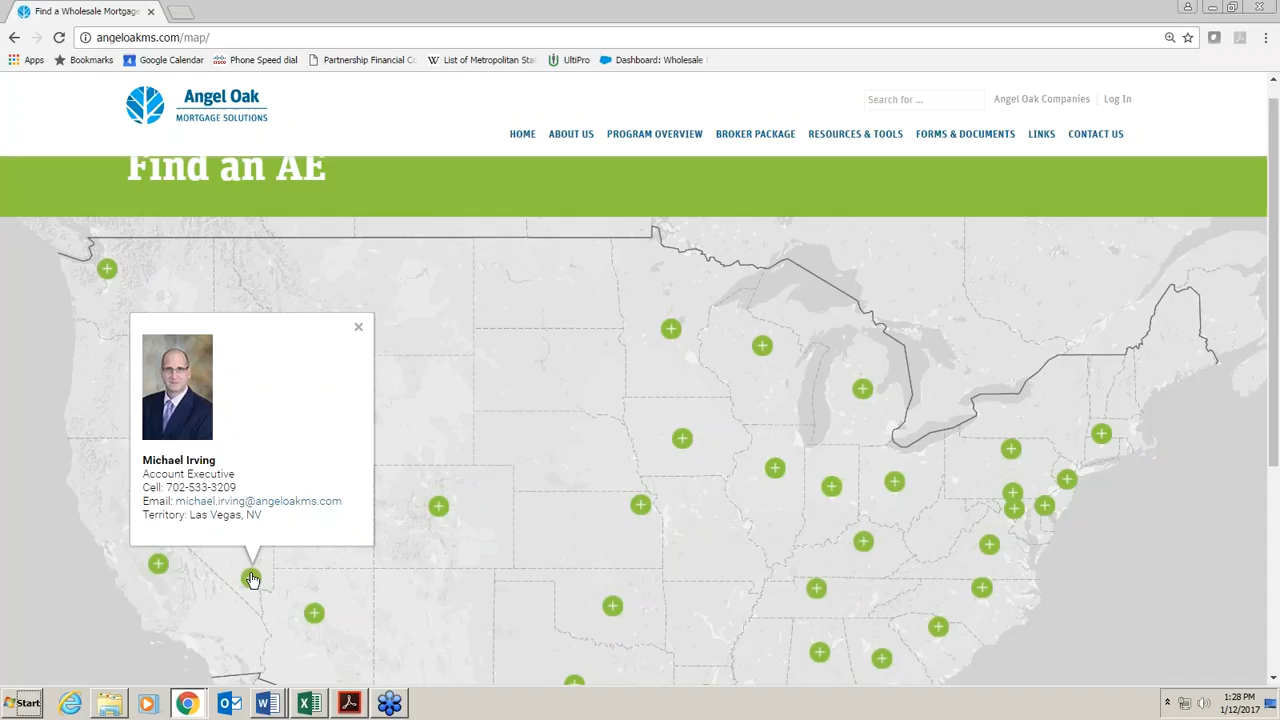 Find a Wholesale Mortgage
angeloakms.com/map/
Apps Bookmarks Google Calendar Phone Speed dial Partnership Financial Co List of Metropolitan Sta UltiPro Dashboard: Wholesale
Angel Oak
MORTGAGE SOLUTIONS
Search for ... Angel Oak Companies Log In
HOME ABOUT US PROGRAM OVERVIEW BROKER PACKAGE RESOURCES & TOOLS FORMS & DOCUMENTS LINKS CONTACT US
Find an AE
Michael Irving
Account Executive
Cell: 702-533-3209
Email: michael.irving@angeloakms.com
Territory: Las Vegas, NV
Start
1:28 PM
1/12/2017